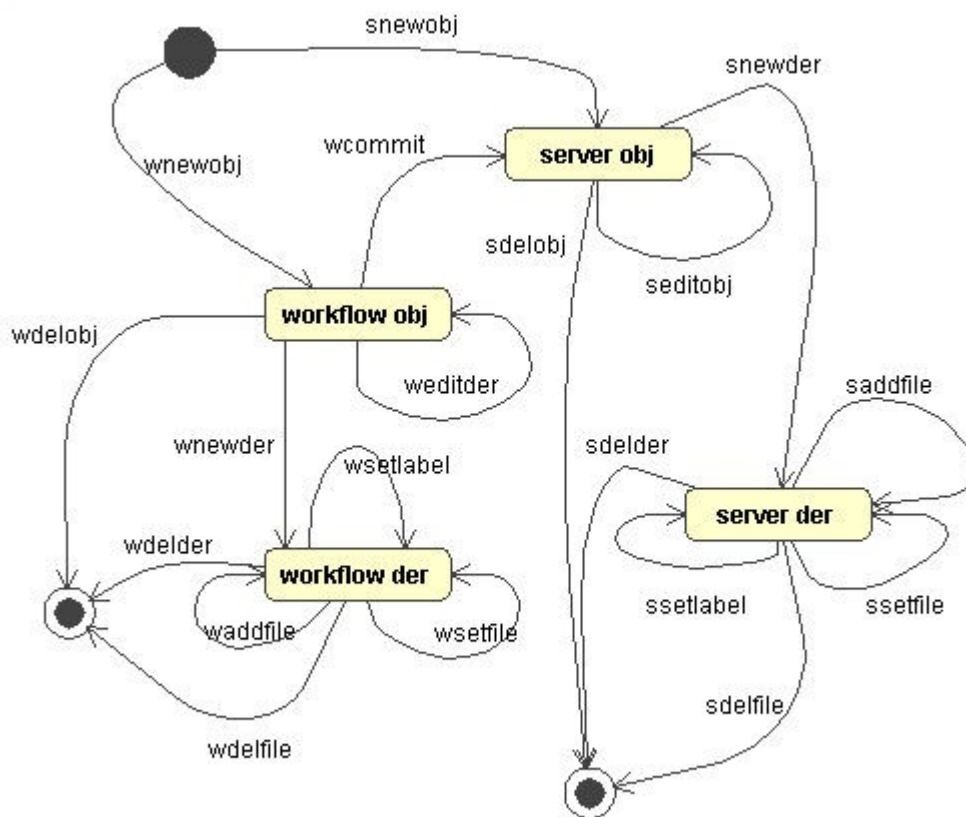 snewobj
snewder
wcommit
server obj
wnewobj
sdelobj
seditobj
workflow obj
wdelobj
weditder
saddfile
wnewder
wsetlabel
sdelder
server der
wdelder
workflow der
ssetlabel
ssetfile
waddfile
wsetfile
sdelfile
wdelfile